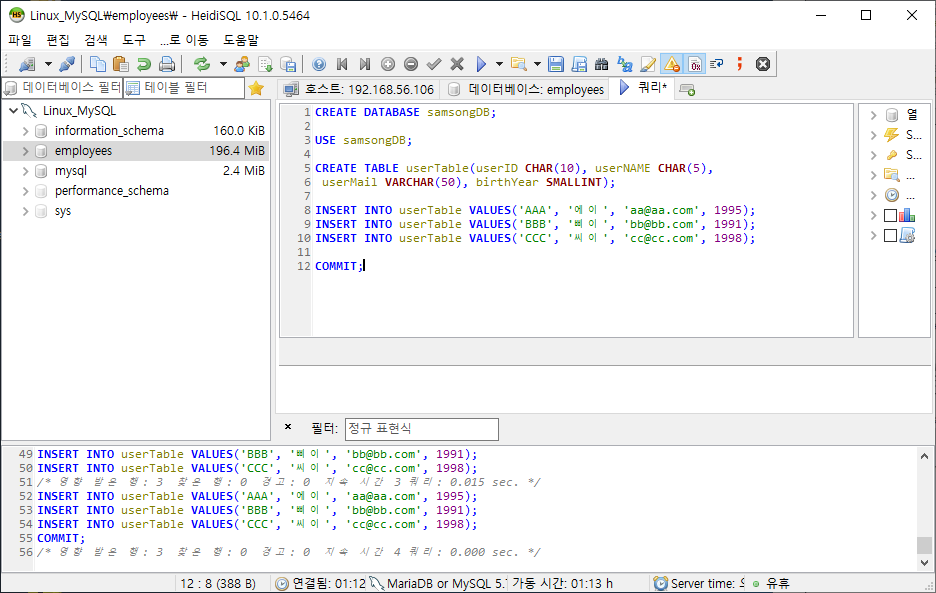 Linux_MySQL₩employees₩ - HeidiSQL 10.1.0.5464
파일 편집 검색 도구 ...로 이동 도움말
데이터베이스 필터 테이블 필터
호스트: 192.168.56.106 데이터베이스: employees 쿼리*
Linux_MySQL
information_schema 160.0 KiB
employees 196.4 MiB
mysql 2.4 MiB
performance_schema
sys
1 CREATE DATABASE samsongDB;
2
3 USE samsongDB;
4
5 CREATE TABLE userTable(userID CHAR(10), userNAME CHAR(5),
6 userMail VARCHAR(50), birthYear SMALLINT);
7
8 INSERT INTO userTable VALUES('AAA', '에이', 'aa@aa.com', 1995);
9 INSERT INTO userTable VALUES('BBB', '삐이', 'bb@bb.com', 1991);
10 INSERT INTO userTable VALUES('CCC', '씨이', 'cc@cc.com', 1998);
11
12 COMMIT;
열
S...
S...
...
...
필터: 정규 표현식
49 INSERT INTO userTable VALUES('BBB', '삐이', 'bb@bb.com', 1991);
50 INSERT INTO userTable VALUES('CCC', '씨이', 'cc@cc.com', 1998);
51 /* 영향 받은 행: 3 찾은 행: 0 경고: 0 지속 시간 3 쿼리: 0.015 sec. */
52 INSERT INTO userTable VALUES('AAA', '에이', 'aa@aa.com', 1995);
53 INSERT INTO userTable VALUES('BBB', '삐이', 'bb@bb.com', 1991);
54 INSERT INTO userTable VALUES('CCC', '씨이', 'cc@cc.com', 1998);
55 COMMIT;
56 /* 영향 받은 행: 3 찾은 행: 0 경고: 0 지속 시간 4 쿼리: 0.000 sec. */
12 : 8 (388 B) 연결됨: 01:12 MariaDB or MySQL 5. 가동 시간: 01:13 h Server time: 유휴